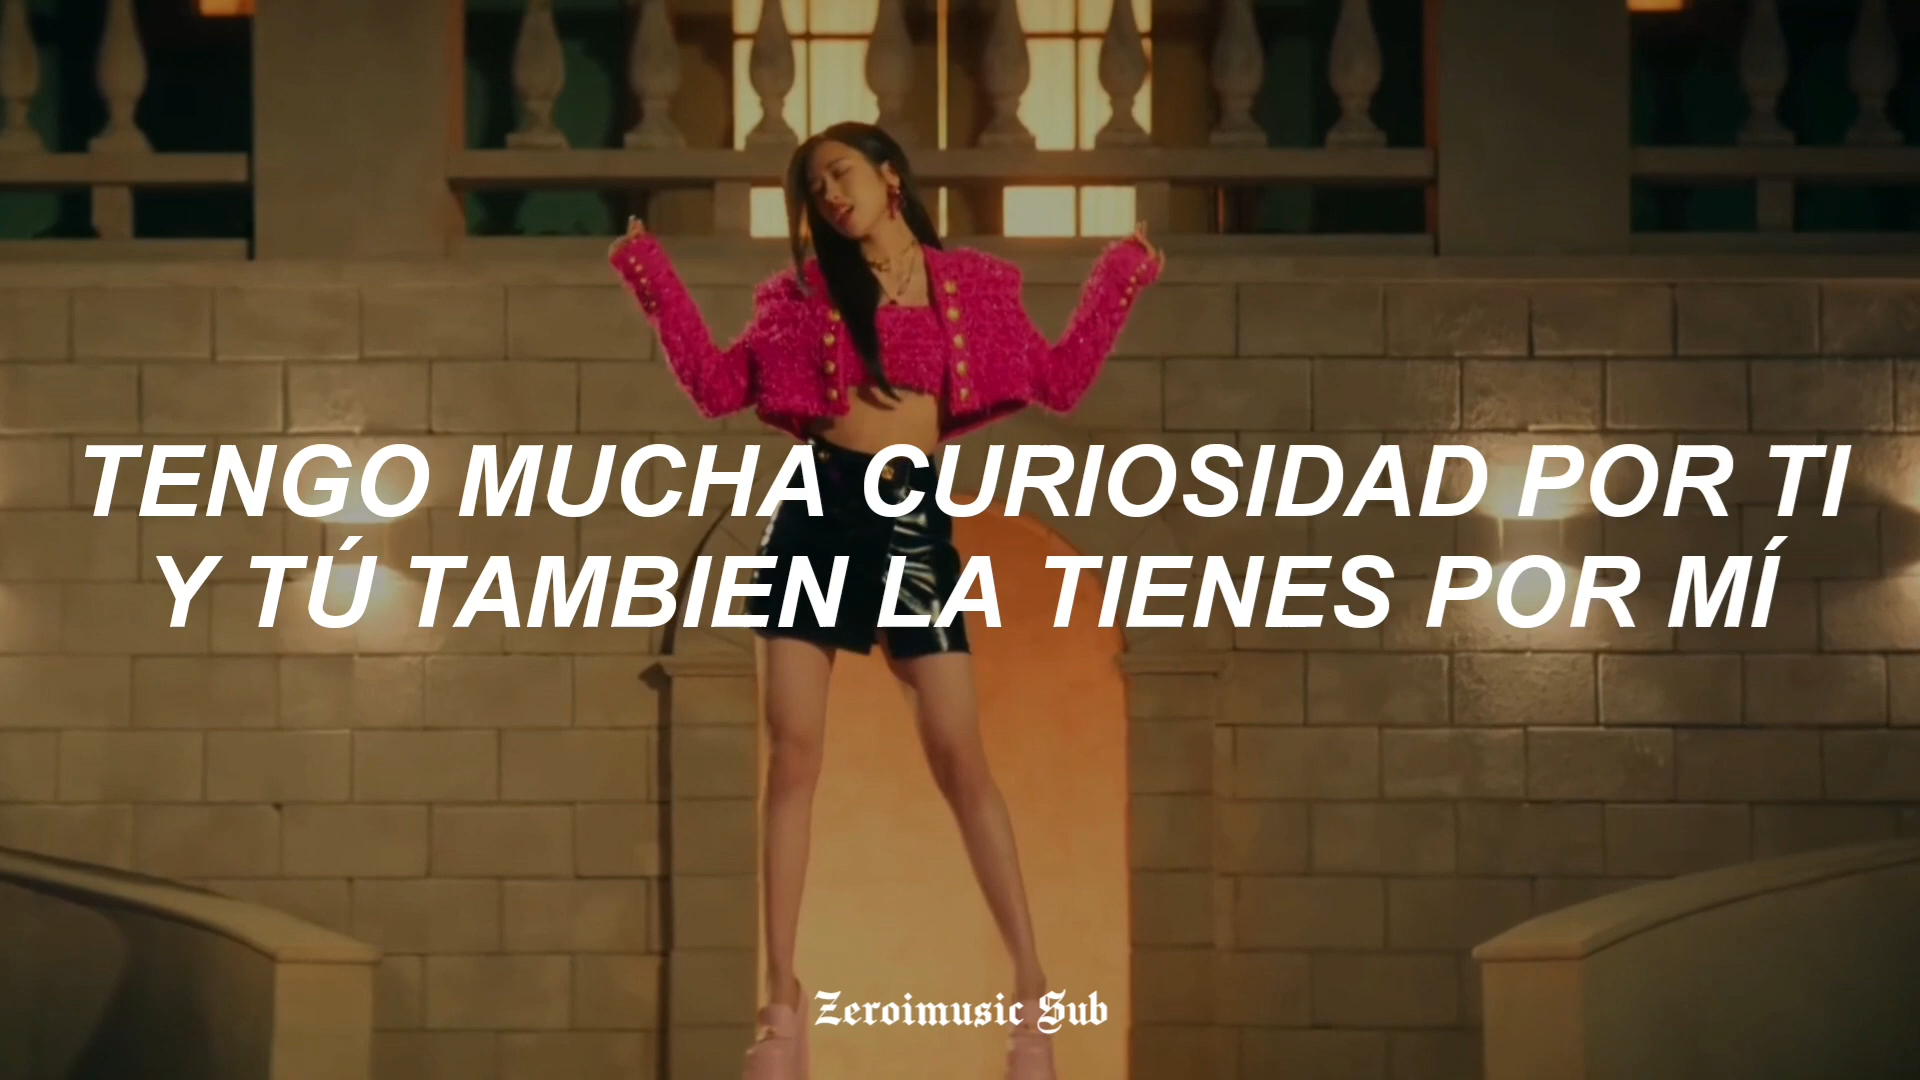 TENGO MUCHA CURIOSIDAD POR TI
Y TÚ TAMBIEN LA TIENES POR MÍ
Zeroimusic Sub